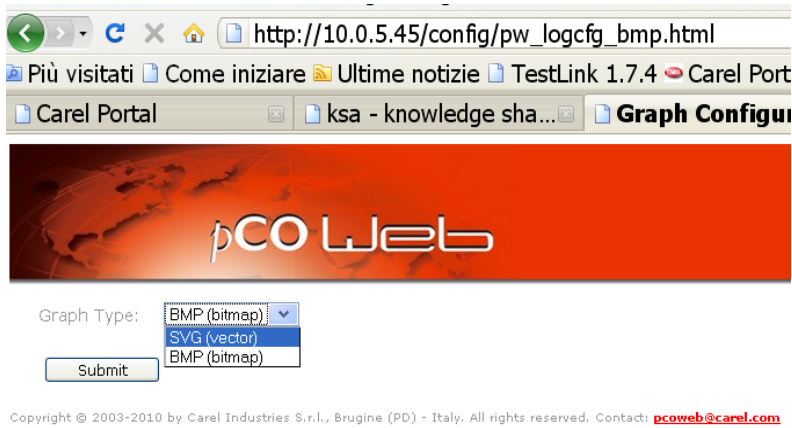 http://10.0.5.45/config/pw_logcfg_bmp.html
Più visitati Come iniziare Ultime notizie TestLink 1.7.4 Carel Port
Carel Portal ksa - knowledge sha... Graph Configur
pCO Web
Graph Type: BMP (bitmap)
SVG (vector)
BMP (bitmap)
Submit
Copyright © 2003-2010 by Carel Industries S.r.l., Brugine (PD) - Italy. All rights reserved. Contact: pcoweb@carel.com